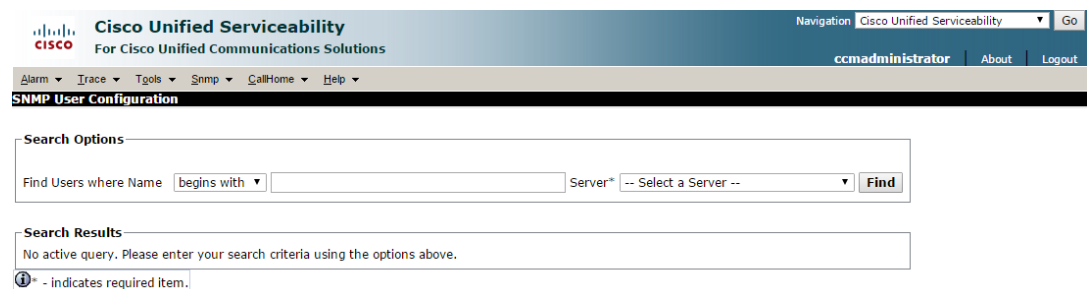 Cisco Unified Serviceability
Navigation Cisco Unified Serviceability Go
CISCO
For Cisco Unified Communications Solutions
ccmadministrator About Logout
Alarm Trace Tools Snmp CallHome Help
SNMP User Configuration
Search Options
Find Users where Name begins with Server* -- Select a Server -- Find
Search Results
No active query. Please enter your search criteria using the options above.
* - indicates required item.